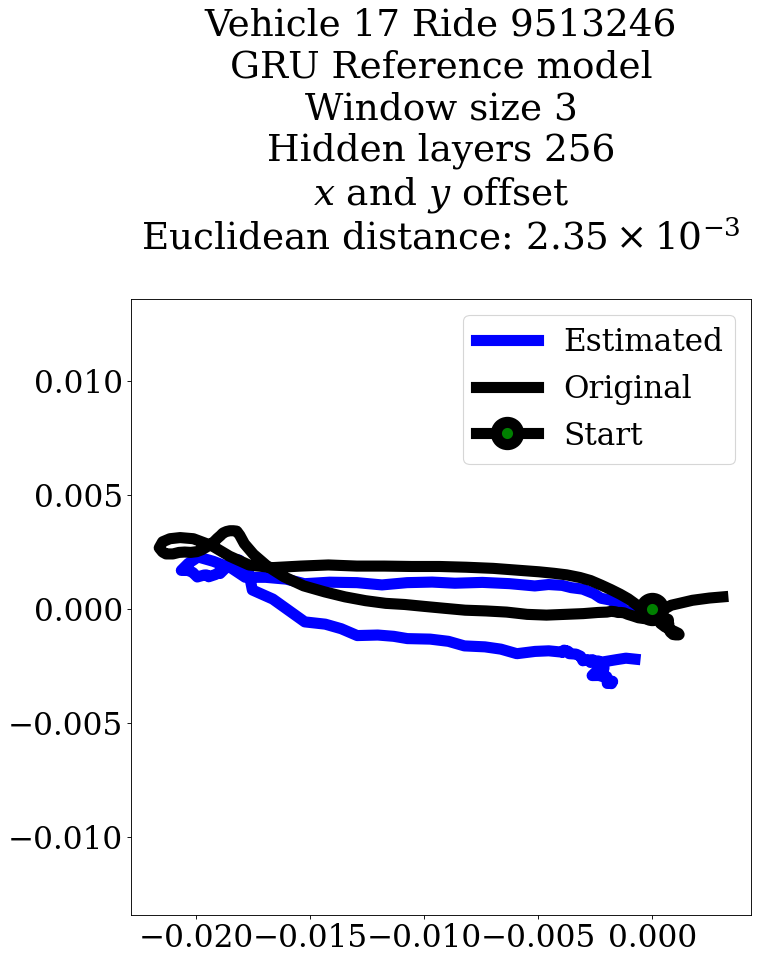 Vehicle 17 Ride 9513246
GRU Reference model
Window size 3
Hidden layers 256
x and y offset
Euclidean distance: 2.35 × 10⁻³
Estimated
Original
Start
0.010
0.005
0.000
−0.005
−0.010
−0.020 −0.015 −0.010 −0.005 0.000